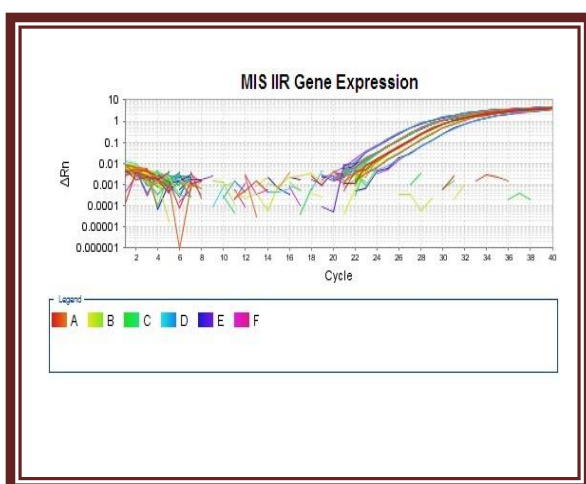 MIS IIR Gene Expression
10
1
0.1
0.01
0.001
0.0001
0.00001
0.000001
ΔRn
2 4 6 8 10 12 14 16 18 20 22 24 26 28 30 32 34 36 38 40
Cycle
Legend
A B C D E F